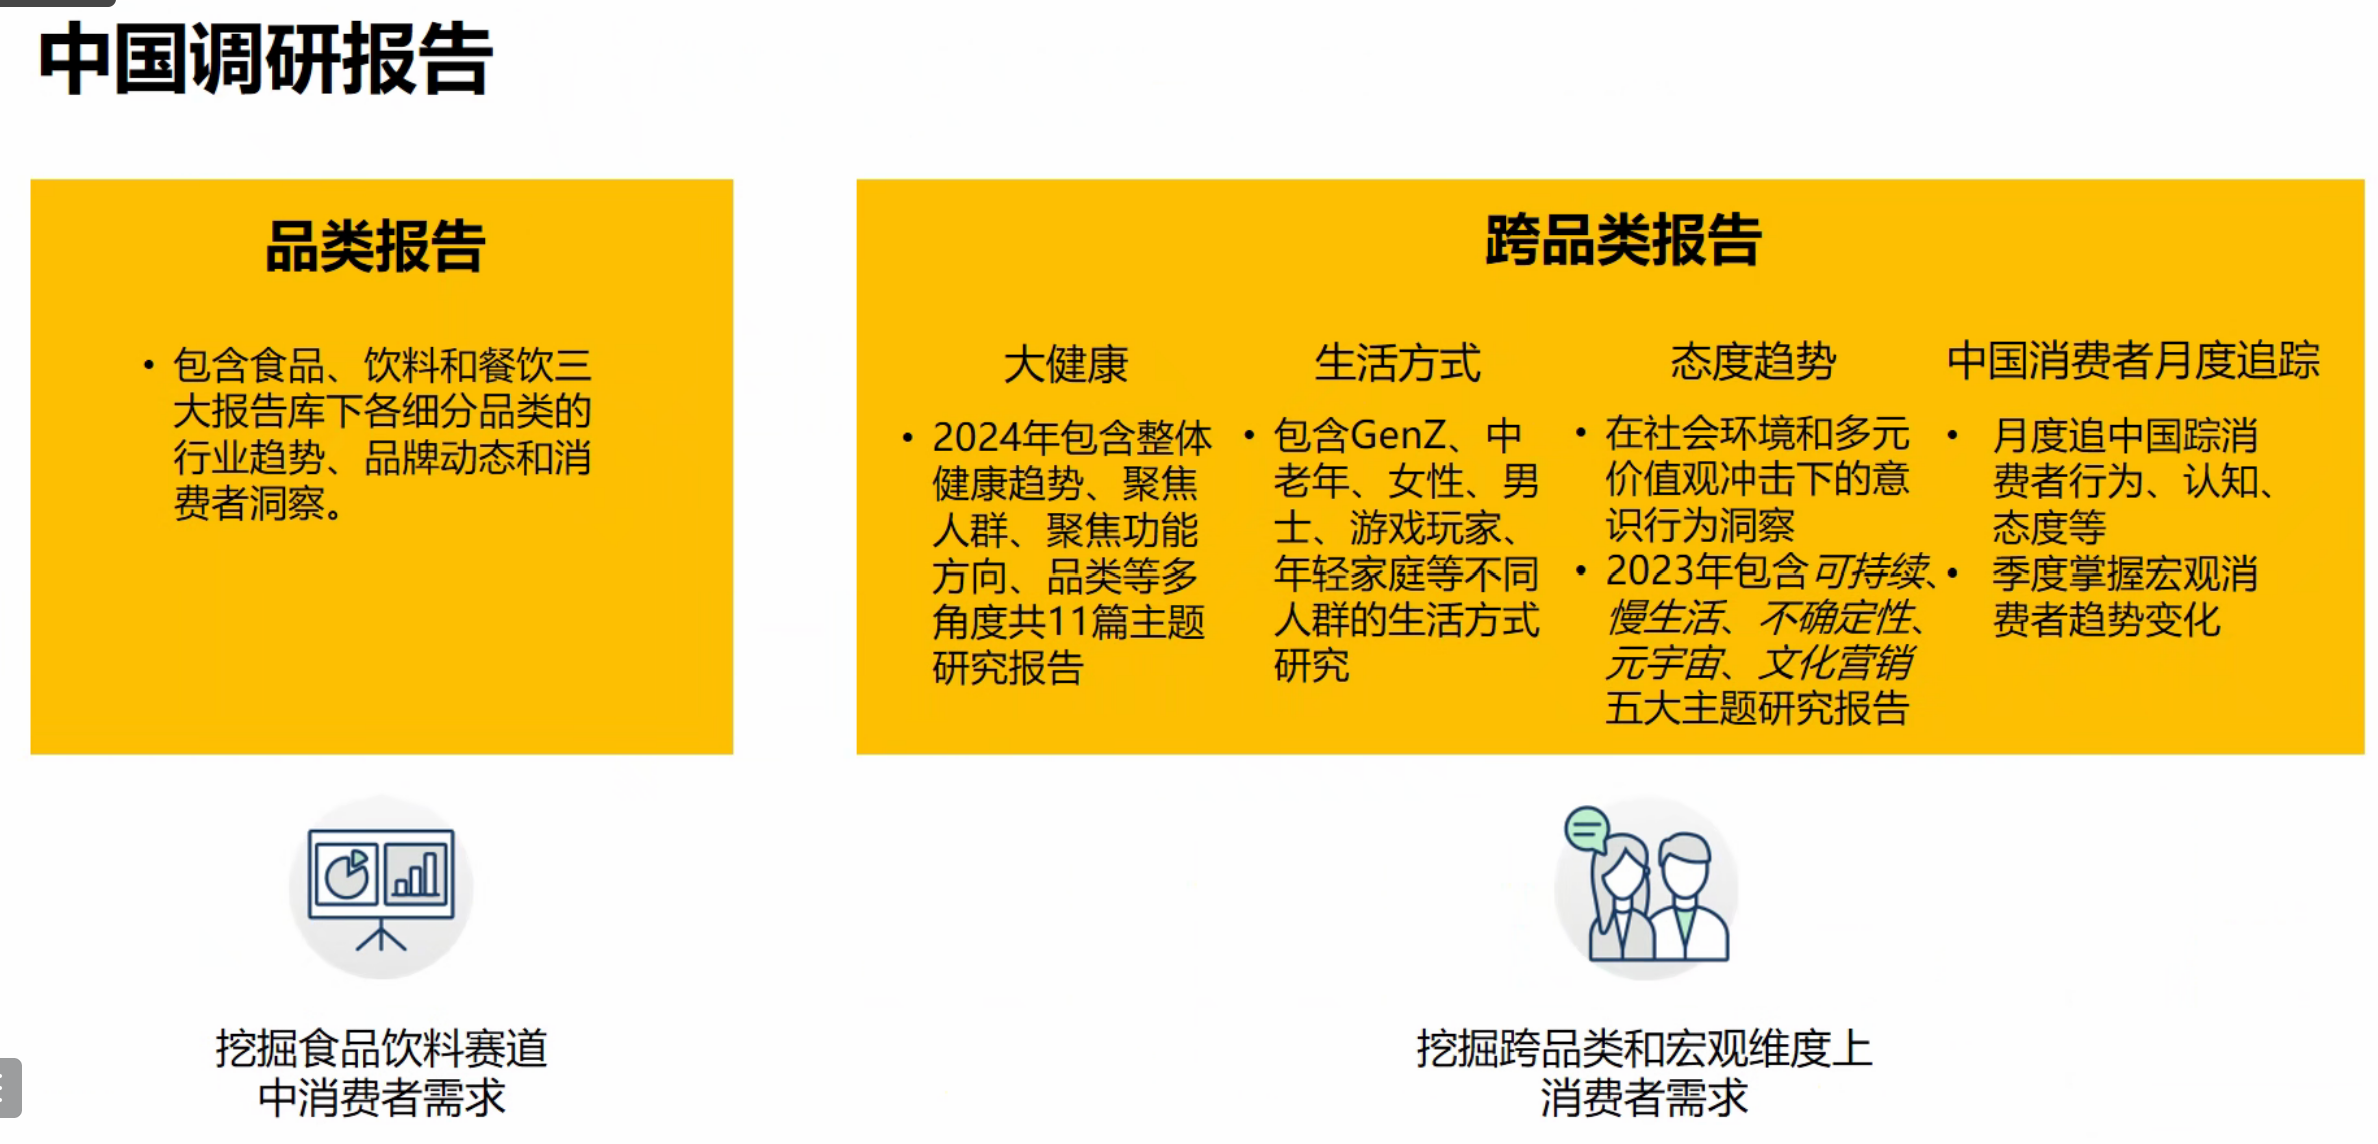 中国调研报告
品类报告
• 包含食品、饮料和餐饮三
大报告库下各细分品类的
行业趋势、品牌动态和消
费者洞察。
跨品类报告
大健康
• 2024年包含整体
健康趋势、聚焦
人群、聚焦功能
方向、品类等多
角度共11篇主题
研究报告
生活方式
• 包含GenZ、中
老年、女性、男
士、游戏玩家、
年轻家庭等不同
人群的生活方式
研究
态度趋势
• 在社会环境和多元
价值观冲击下的意
识行为洞察
• 2023年包含可持续、
慢生活、不确定性、
元宇宙、文化营销
五大主题研究报告
中国消费者月度追踪
• 月度追中国踪消
费者行为、认知、
态度等
• 季度掌握宏观消
费者趋势变化
挖掘食品饮料赛道
中消费者需求
挖掘跨品类和宏观维度上
消费者需求